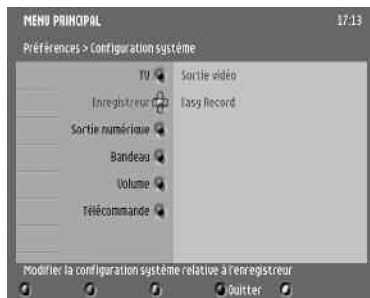 MENU PRINCIPAL 17:13
Préférences > Configuration système
TV Sortie vidéo
Enregistreur Easy Record
Sortie numérique
Bandeau
Volume
Télécommande
Modifier la configuration système relative à l'enregistreur
Quitter